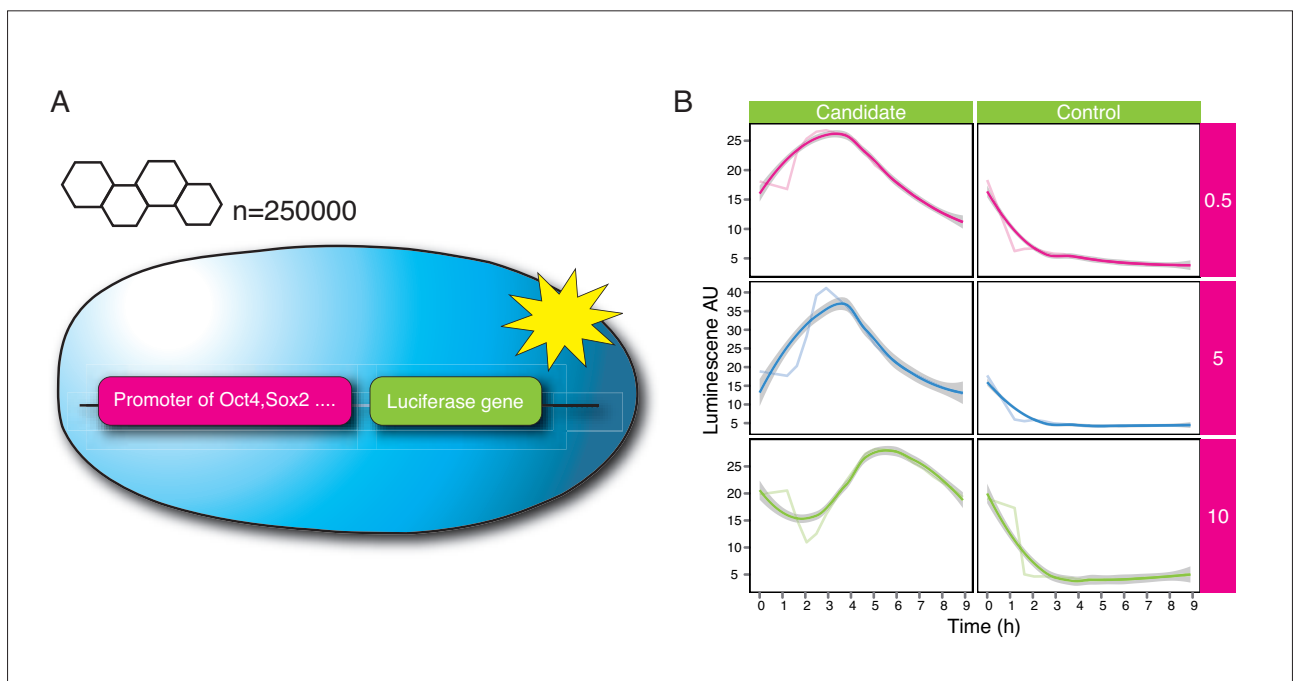 A
n=250000
Promoter of Oct4,Sox2 ....
Luciferase gene
B
Candidate
Control
Luminescene AU
25
20
15
10
5
0.5
40
35
30
25
20
15
10
5
5
25
20
15
10
5
10
0 1 2 3 4 5 6 7 8 9
0 1 2 3 4 5 6 7 8 9
Time (h)